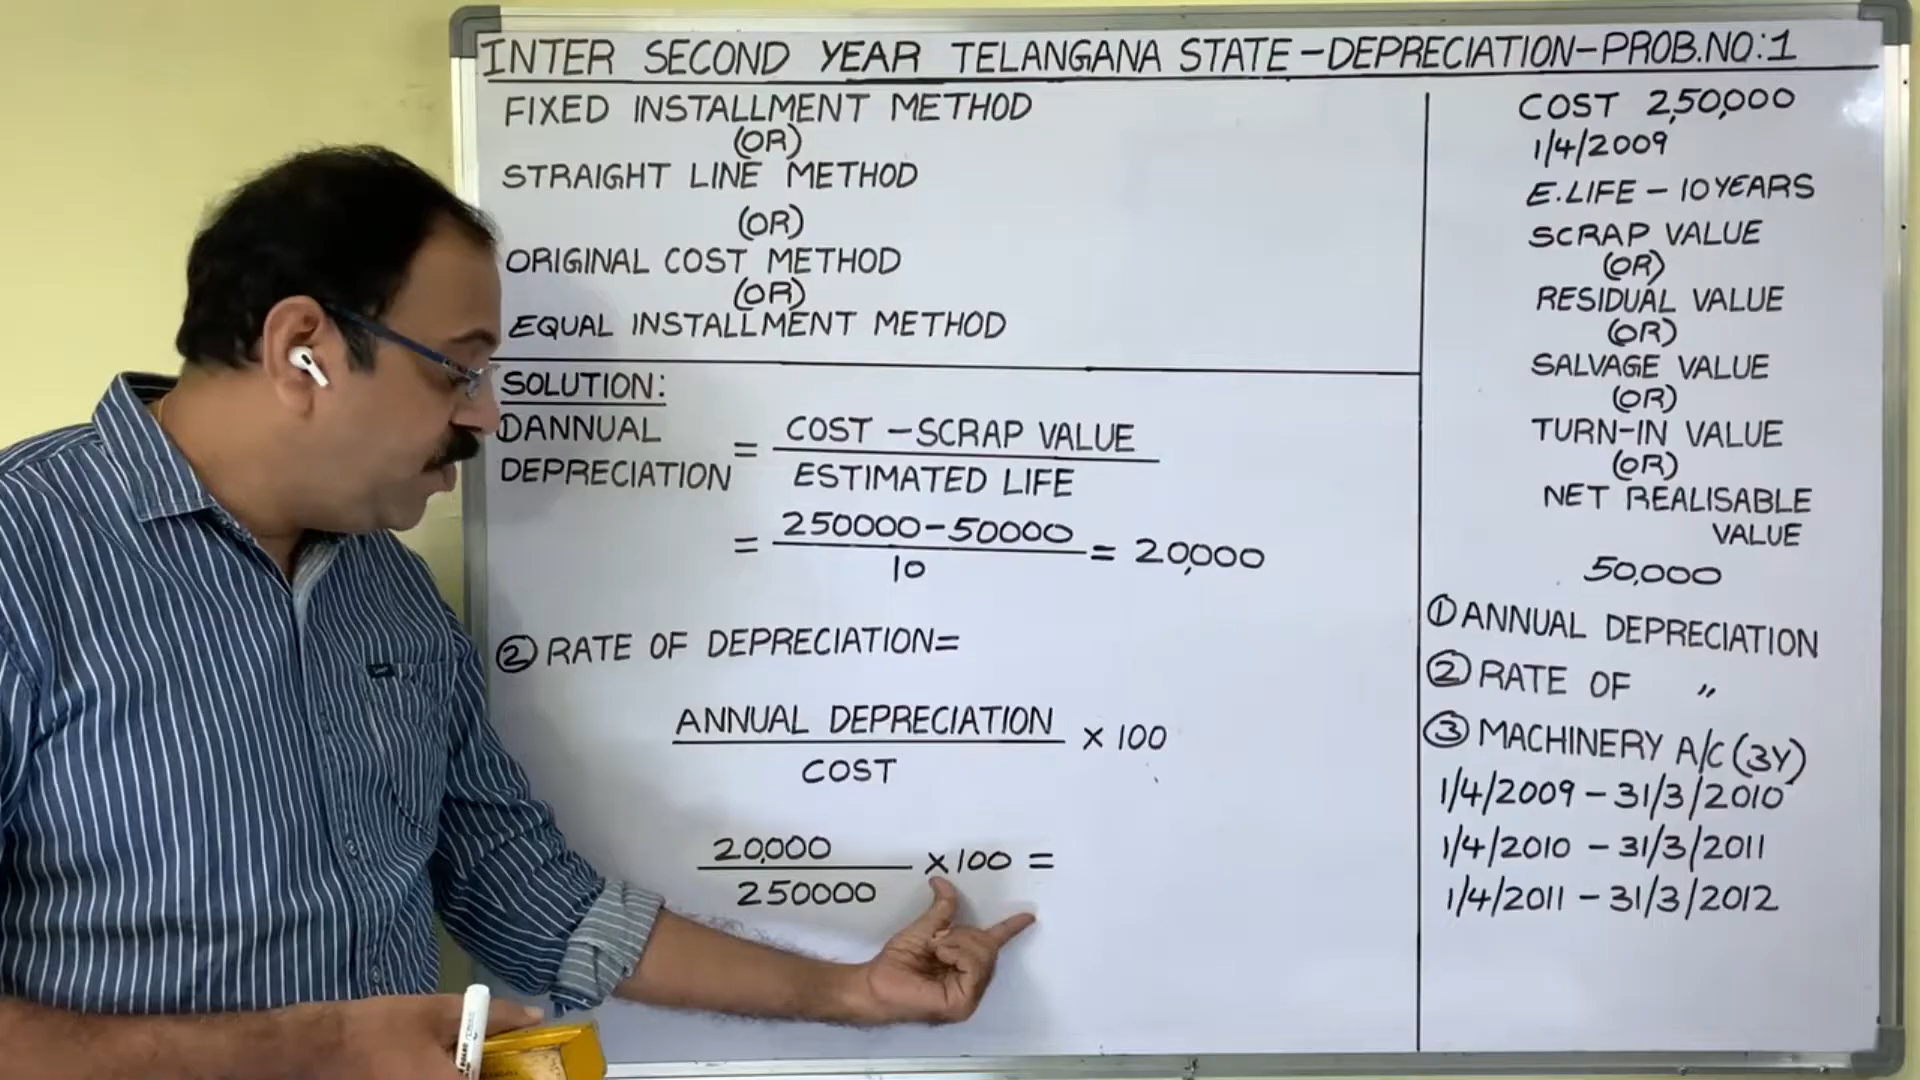 INTER SECOND YEAR TELANGANA STATE-DEPRECIATION-PROB.NO:1
FIXED INSTALLMENT METHOD
(OR)
STRAIGHT LINE METHOD
(OR)
ORIGINAL COST METHOD
(OR)
EQUAL INSTALLMENT METHOD
SOLUTION:
① ANNUAL DEPRECIATION = COST - SCRAP VALUE
ESTIMATED LIFE
= 250000-50000 = 20,000
10
② RATE OF DEPRECIATION=
ANNUAL DEPRECIATION × 100
COST
20,000 ×100 =
250000
COST 2,50,000
1/4/2009
E.LIFE - 10 YEARS
SCRAP VALUE
(OR)
RESIDUAL VALUE
(OR)
SALVAGE VALUE
(OR)
TURN-IN VALUE
(OR)
NET REALISABLE
VALUE
50,000
① ANNUAL DEPRECIATION
② RATE OF "
③ MACHINERY A/C (3Y)
1/4/2009 - 31/3/2010
1/4/2010 - 31/3/2011
1/4/2011 - 31/3/2012